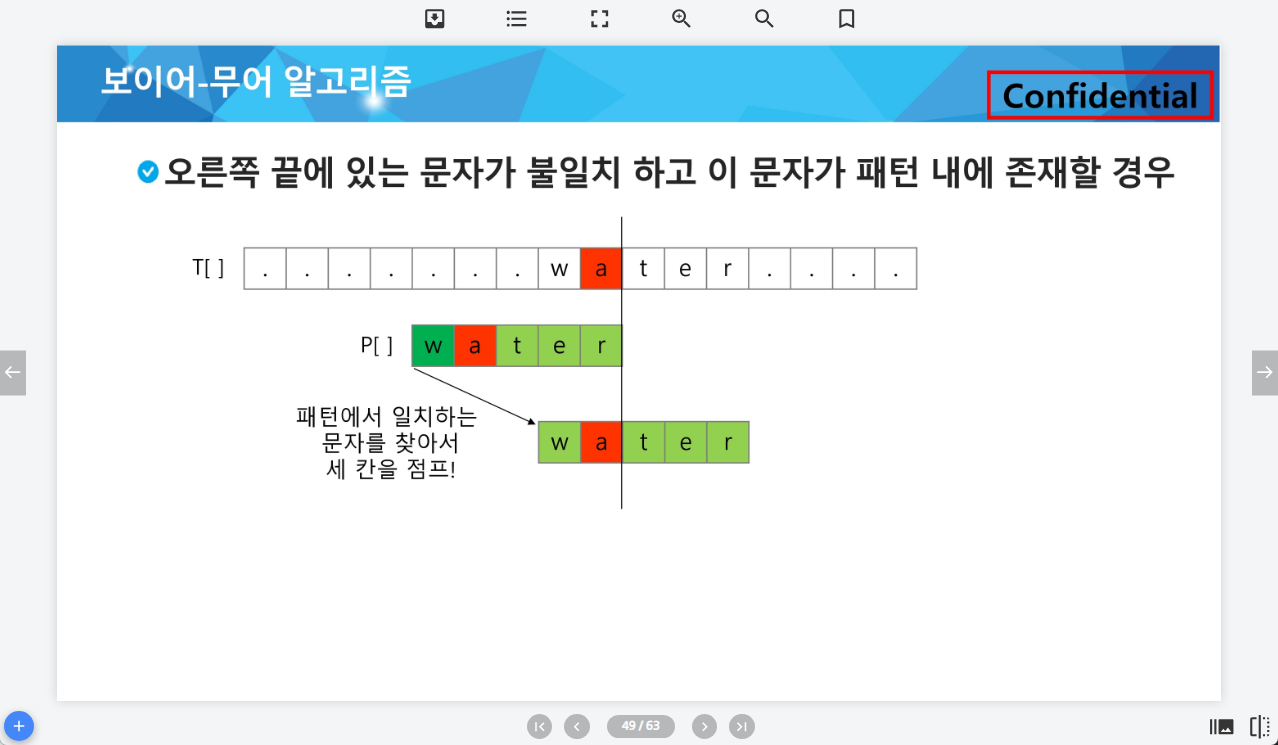 보이어-무어 알고리즘
Confidential
오른쪽 끝에 있는 문자가 불일치 하고 이 문자가 패턴 내에 존재할 경우
T[ ] . . . . . . . w a t e r . . . .
P[ ] w a t e r
패턴에서 일치하는
문자를 찾아서
세 칸을 점프!
w a t e r
49 / 63